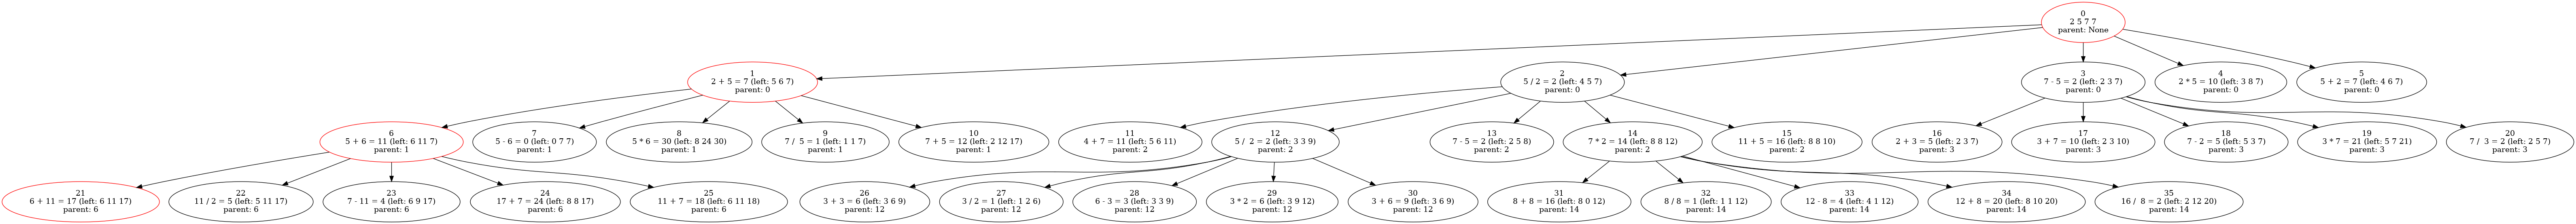 0
2 5 7 7
parent: None
1
2 + 5 = 7 (left: 5 6 7)
parent: 0
2
5 / 2 = 2 (left: 4 5 7)
parent: 0
3
7 - 5 = 2 (left: 2 3 7)
parent: 0
4
2 * 5 = 10 (left: 3 8 7)
parent: 0
5
5 + 2 = 7 (left: 4 6 7)
parent: 0
6
5 + 6 = 11 (left: 6 11 7)
parent: 1
7
5 - 6 = 0 (left: 0 7 7)
parent: 1
8
5 * 6 = 30 (left: 8 24 30)
parent: 1
9
7 /  5 = 1 (left: 1 1 7)
parent: 1
10
7 + 5 = 12 (left: 2 12 17)
parent: 1
11
4 + 7 = 11 (left: 5 6 11)
parent: 2
12
5 /  2 = 2 (left: 3 3 9)
parent: 2
13
7 - 5 = 2 (left: 2 5 8)
parent: 2
14
7 * 2 = 14 (left: 8 8 12)
parent: 2
15
11 + 5 = 16 (left: 8 8 10)
parent: 2
16
2 + 3 = 5 (left: 2 3 7)
parent: 3
17
3 + 7 = 10 (left: 2 3 10)
parent: 3
18
7 - 2 = 5 (left: 5 3 7)
parent: 3
19
3 * 7 = 21 (left: 5 7 21)
parent: 3
20
7 /  3 = 2 (left: 2 5 7)
parent: 3
21
6 + 11 = 17 (left: 6 11 17)
parent: 6
22
11 / 2 = 5 (left: 5 11 17)
parent: 6
23
7 - 11 = 4 (left: 6 9 17)
parent: 6
24
17 + 7 = 24 (left: 8 8 17)
parent: 6
25
11 + 7 = 18 (left: 6 11 18)
parent: 6
26
3 + 3 = 6 (left: 3 6 9)
parent: 12
27
3 / 2 = 1 (left: 1 2 6)
parent: 12
28
6 - 3 = 3 (left: 3 3 9)
parent: 12
29
3 * 2 = 6 (left: 3 9 12)
parent: 12
30
3 + 6 = 9 (left: 3 6 9)
parent: 12
31
8 + 8 = 16 (left: 8 0 12)
parent: 14
32
8 / 8 = 1 (left: 1 1 12)
parent: 14
33
12 - 8 = 4 (left: 4 1 12)
parent: 14
34
12 + 8 = 20 (left: 8 10 20)
parent: 14
35
16 /  8 = 2 (left: 2 12 20)
parent: 14